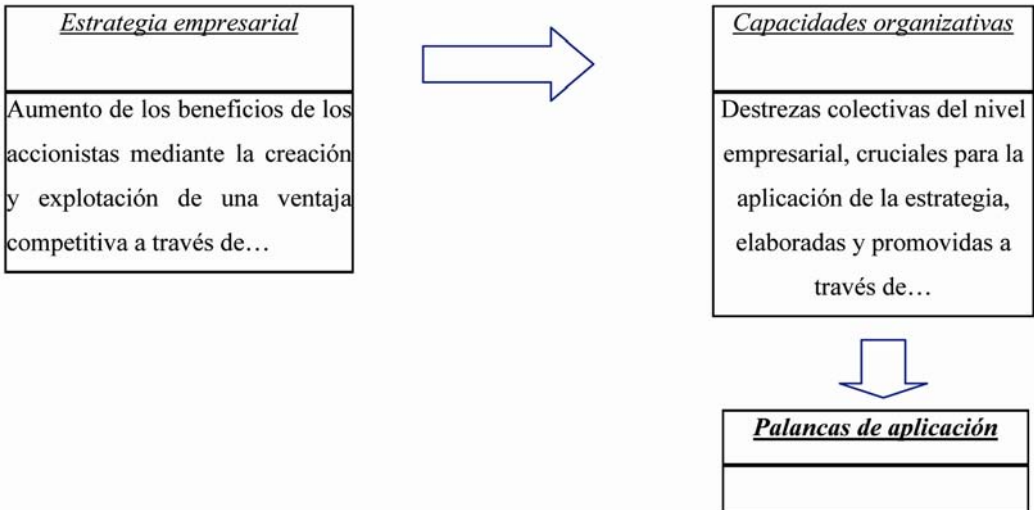 Estrategia empresarial
Aumento de los beneficios de los
accionistas mediante la creación
y explotación de una ventaja
competitiva a través de…
Capacidades organizativas
Destrezas colectivas del nivel
empresarial, cruciales para la
aplicación de la estrategia,
elaboradas y promovidas a
través de…
Palancas de aplicación